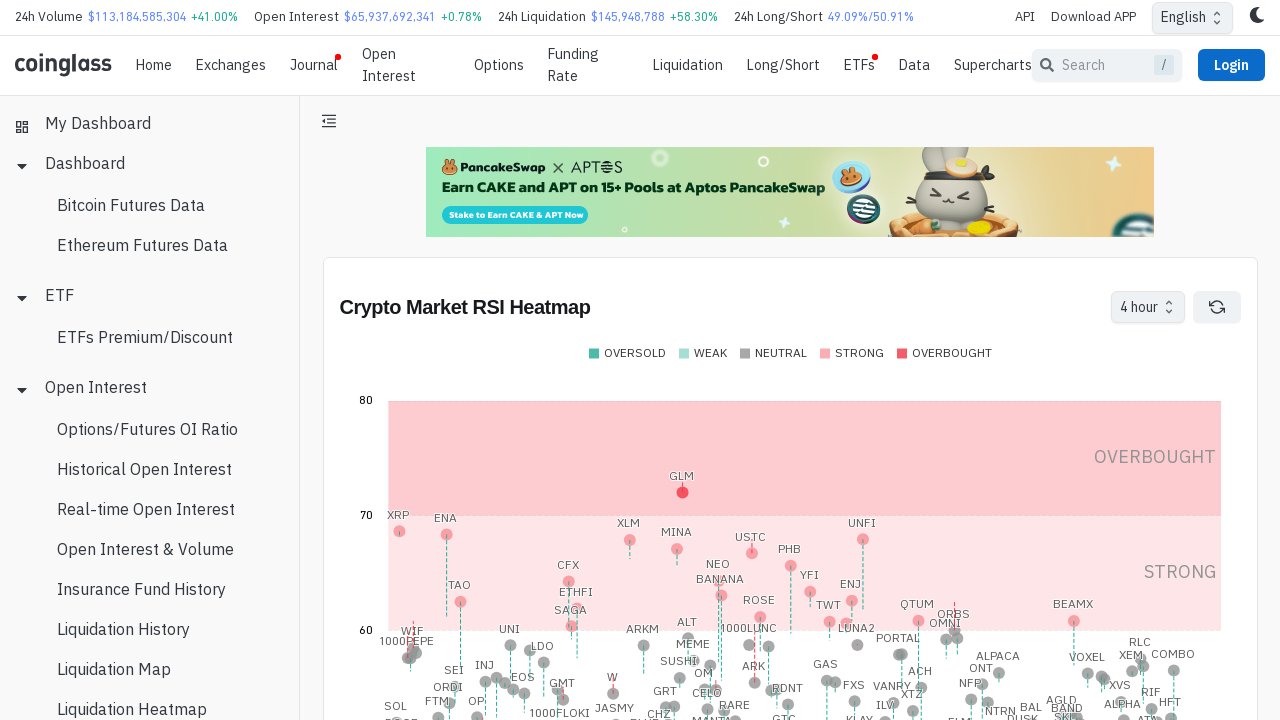 24h Volume $113,184,585,304 +41.00% Open Interest $65,937,692,341 +0.78% 24h Liquidation $145,948,788 +58.30% 24h Long/Short 49.09%/50.91% API Download APP English
coinglass Home Exchanges Journal Open Interest Options Funding Rate Liquidation Long/Short ETFs Data Supercharts Search / Login
My Dashboard
Dashboard
Bitcoin Futures Data
Ethereum Futures Data
ETF
ETFs Premium/Discount
Open Interest
Options/Futures OI Ratio
Historical Open Interest
Real-time Open Interest
Open Interest & Volume
Insurance Fund History
Liquidation History
Liquidation Map
Liquidation Heatmap
PancakeSwap X APTOS
Earn CAKE and APT on 15+ Pools at Aptos PancakeSwap
Stake to Earn CAKE & APT Now
Crypto Market RSI Heatmap 4 hour
OVERSOLD WEAK NEUTRAL STRONG OVERBOUGHT
80
OVERBOUGHT
GLM
70
XRP ENA XLM MINA USTC UNFI
PHB
CFX NEO STRONG
TAO ETHFI BANANA YFI ENJ
SAGA ROSE TWT QTUM ORBS BEAMX
60
WIF UNI ARKM ALT 1000LUNC LUNA2 OMNI
1000PEPE LDO MEME PORTAL RLC
SEI INJ SUSHI ARK GAS ACH ALPACA VOXEL XEM COMBO
ORDI EOS GMT W OM RDNT FXS VANRY NFP ONT XVS
SOL FTM OP 1000FLOKI JASMY GRT CELO RARE ILV XTZ NTRN BAL AGLD ALPHA RIF HFT
CHZ GTC BAND